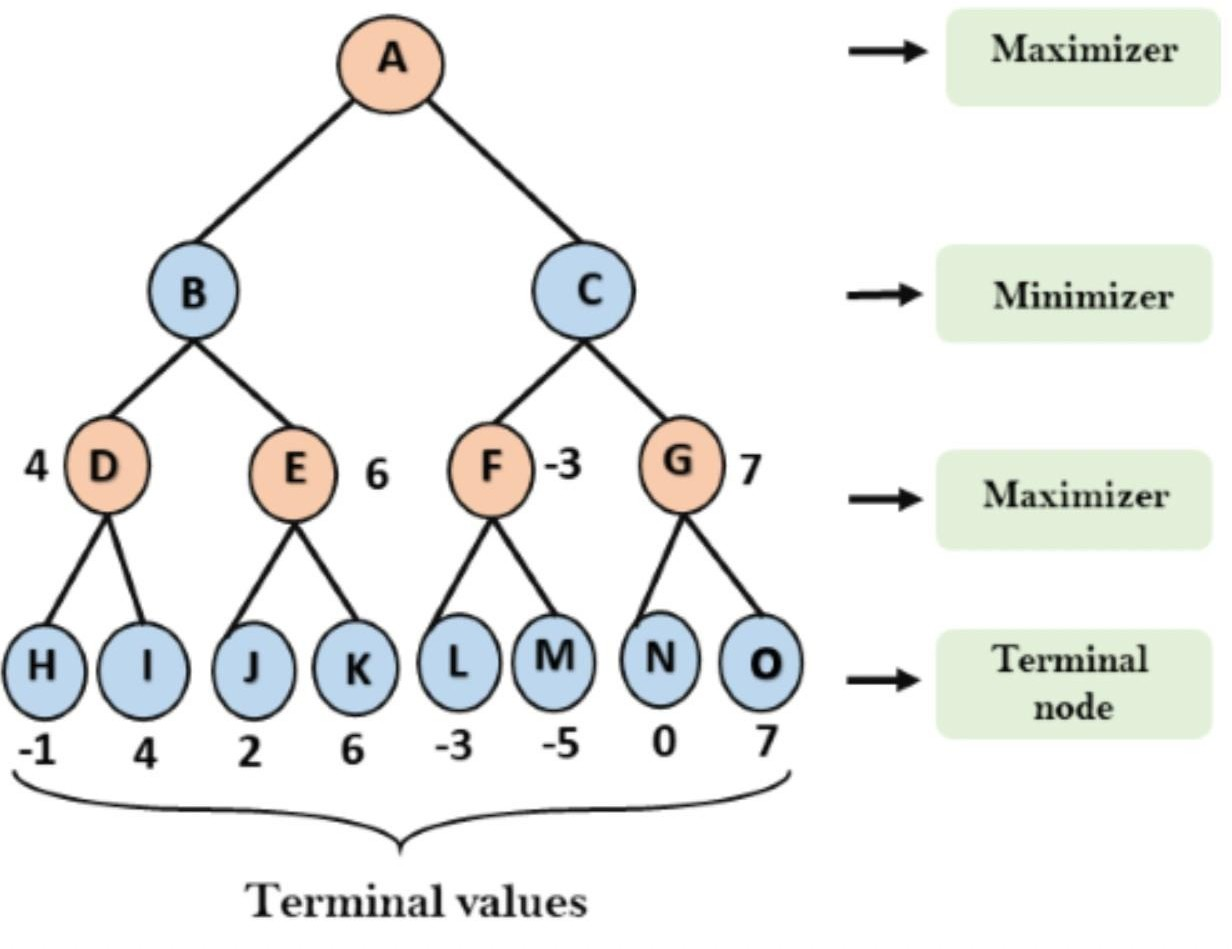 A
Maximizer
B
C
Minimizer
4
D
E
6
F
-3
G
7
Maximizer
H
I
J
K
L
M
N
O
Terminal
node
-1
4
2
6
-3
-5
0
7
Terminal values